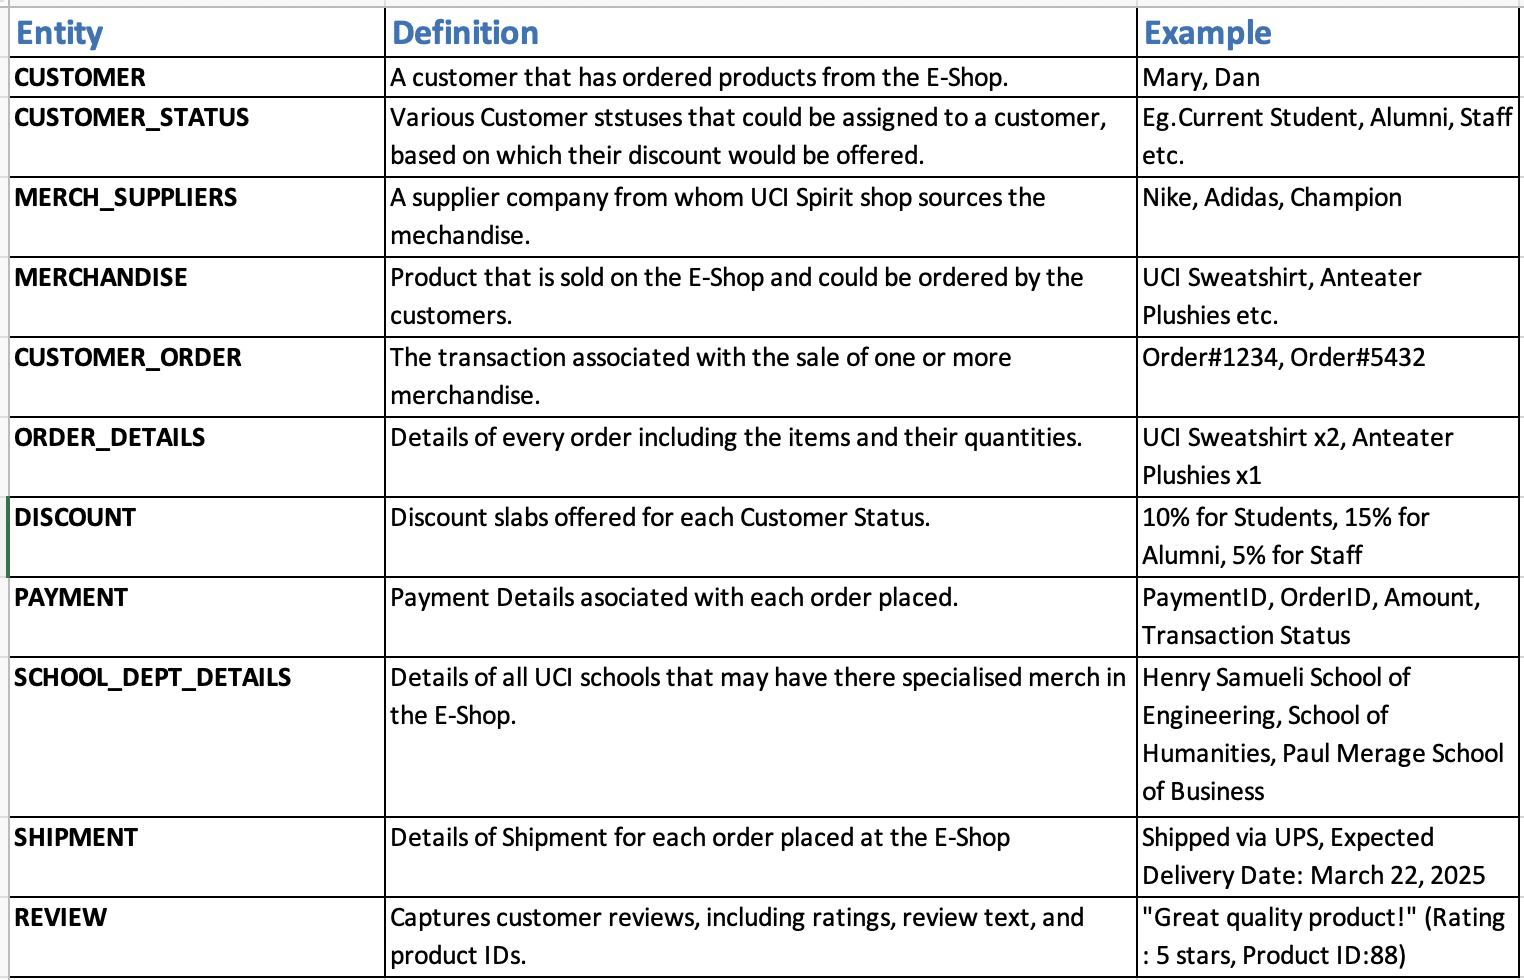 Entity Definition Example
CUSTOMER A customer that has ordered products from the E-Shop. Mary, Dan
CUSTOMER_STATUS Various Customer ststuses that could be assigned to a customer, Eg.Current Student, Alumni, Staff
based on which their discount would be offered. etc.
MERCH_SUPPLIERS A supplier company from whom UCI Spirit shop sources the Nike, Adidas, Champion
mechandise.
MERCHANDISE Product that is sold on the E-Shop and could be ordered by the UCI Sweatshirt, Anteater
customers. Plushies etc.
CUSTOMER_ORDER The transaction associated with the sale of one or more Order#1234, Order#5432
merchandise.
ORDER_DETAILS Details of every order including the items and their quantities. UCI Sweatshirt x2, Anteater
Plushies x1
DISCOUNT Discount slabs offered for each Customer Status. 10% for Students, 15% for
Alumni, 5% for Staff
PAYMENT Payment Details asociated with each order placed. PaymentID, OrderID, Amount,
Transaction Status
SCHOOL_DEPT_DETAILS Details of all UCI schools that may have there specialised merch in Henry Samueli School of
the E-Shop. Engineering, School of
Humanities, Paul Merage School
of Business
SHIPMENT Details of Shipment for each order placed at the E-Shop Shipped via UPS, Expected
Delivery Date: March 22, 2025
REVIEW Captures customer reviews, including ratings, review text, and "Great quality product!" (Rating
product IDs. : 5 stars, Product ID:88)